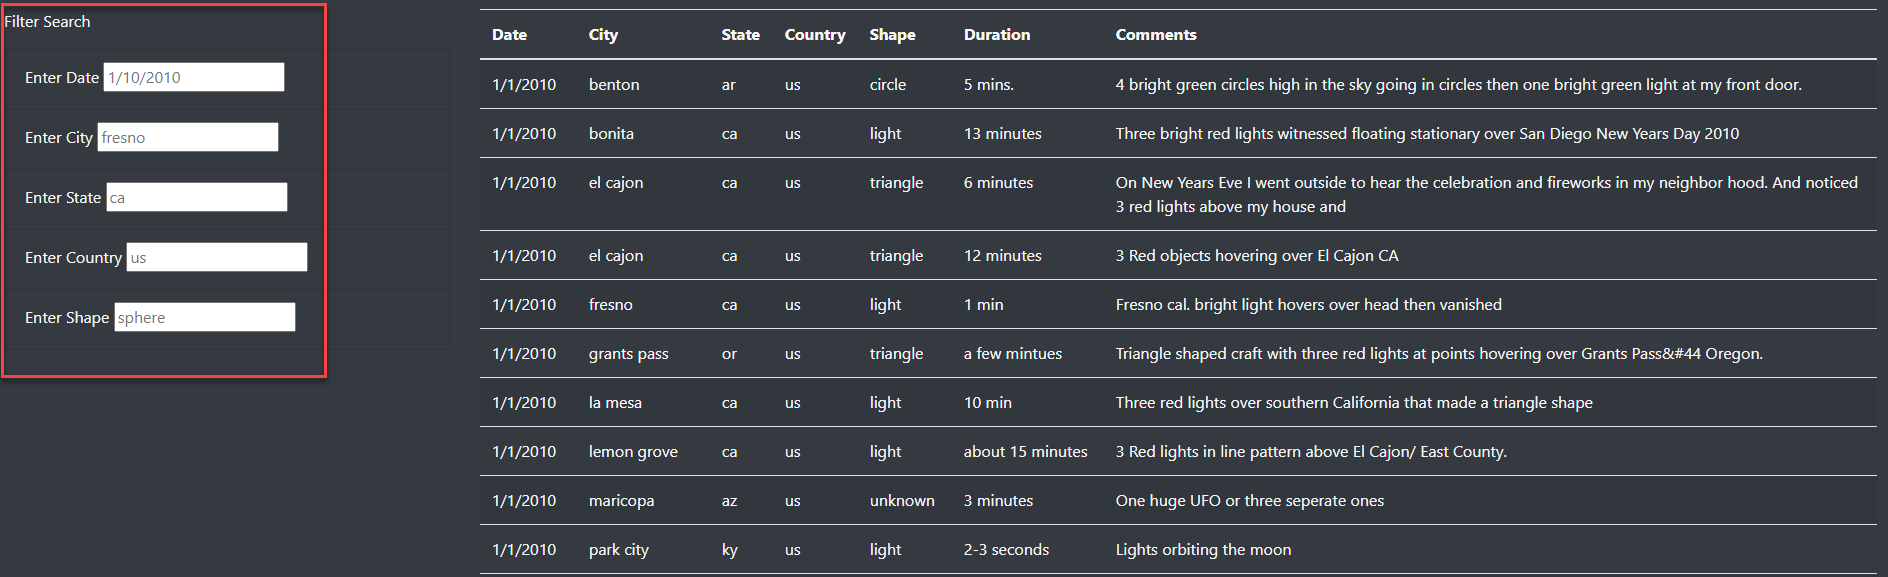 Filter Search
Enter Date 1/10/2010
Enter City fresno
Enter State ca
Enter Country us
Enter Shape sphere
Date City State Country Shape Duration Comments
1/1/2010 benton ar us circle 5 mins. 4 bright green circles high in the sky going in circles then one bright green light at my front door.
1/1/2010 bonita ca us light 13 minutes Three bright red lights witnessed floating stationary over San Diego New Years Day 2010
1/1/2010 el cajon ca us triangle 6 minutes On New Years Eve I went outside to hear the celebration and fireworks in my neighbor hood. And noticed
3 red lights above my house and
1/1/2010 el cajon ca us triangle 12 minutes 3 Red objects hovering over El Cajon CA
1/1/2010 fresno ca us light 1 min Fresno cal. bright light hovers over head then vanished
1/1/2010 grants pass or us triangle a few mintues Triangle shaped craft with three red lights at points hovering over Grants Pass&#44 Oregon.
1/1/2010 la mesa ca us light 10 min Three red lights over southern California that made a triangle shape
1/1/2010 lemon grove ca us light about 15 minutes 3 Red lights in line pattern above El Cajon/ East County.
1/1/2010 maricopa az us unknown 3 minutes One huge UFO or three seperate ones
1/1/2010 park city ky us light 2-3 seconds Lights orbiting the moon